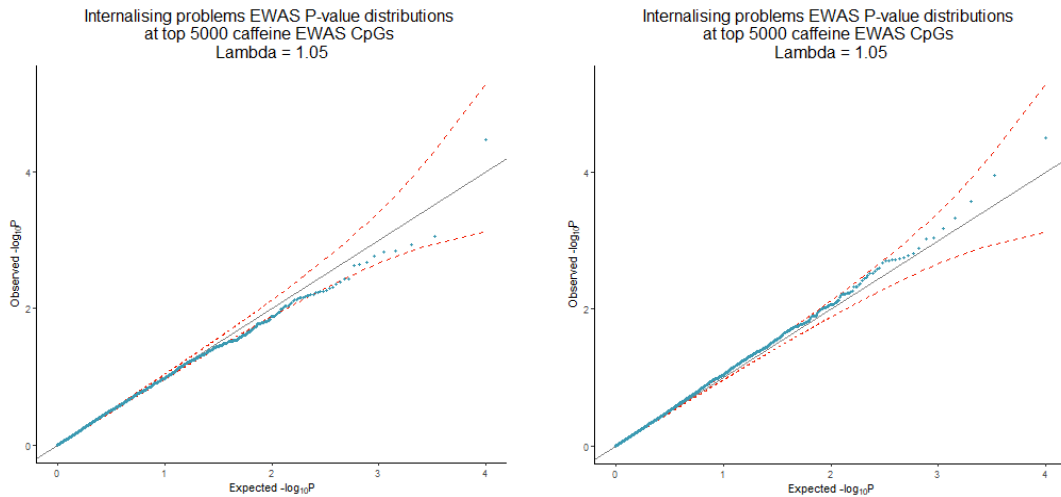 Internalising problems EWAS P-value distributions
at top 5000 caffeine EWAS CpGs
Lambda = 1.05
Observed -log₁₀P
4
2
0
0
1
2
3
4
Expected -log₁₀P
Internalising problems EWAS P-value distributions
at top 5000 caffeine EWAS CpGs
Lambda = 1.05
Observed -log₁₀P
4
2
0
0
1
2
3
4
Expected -log₁₀P